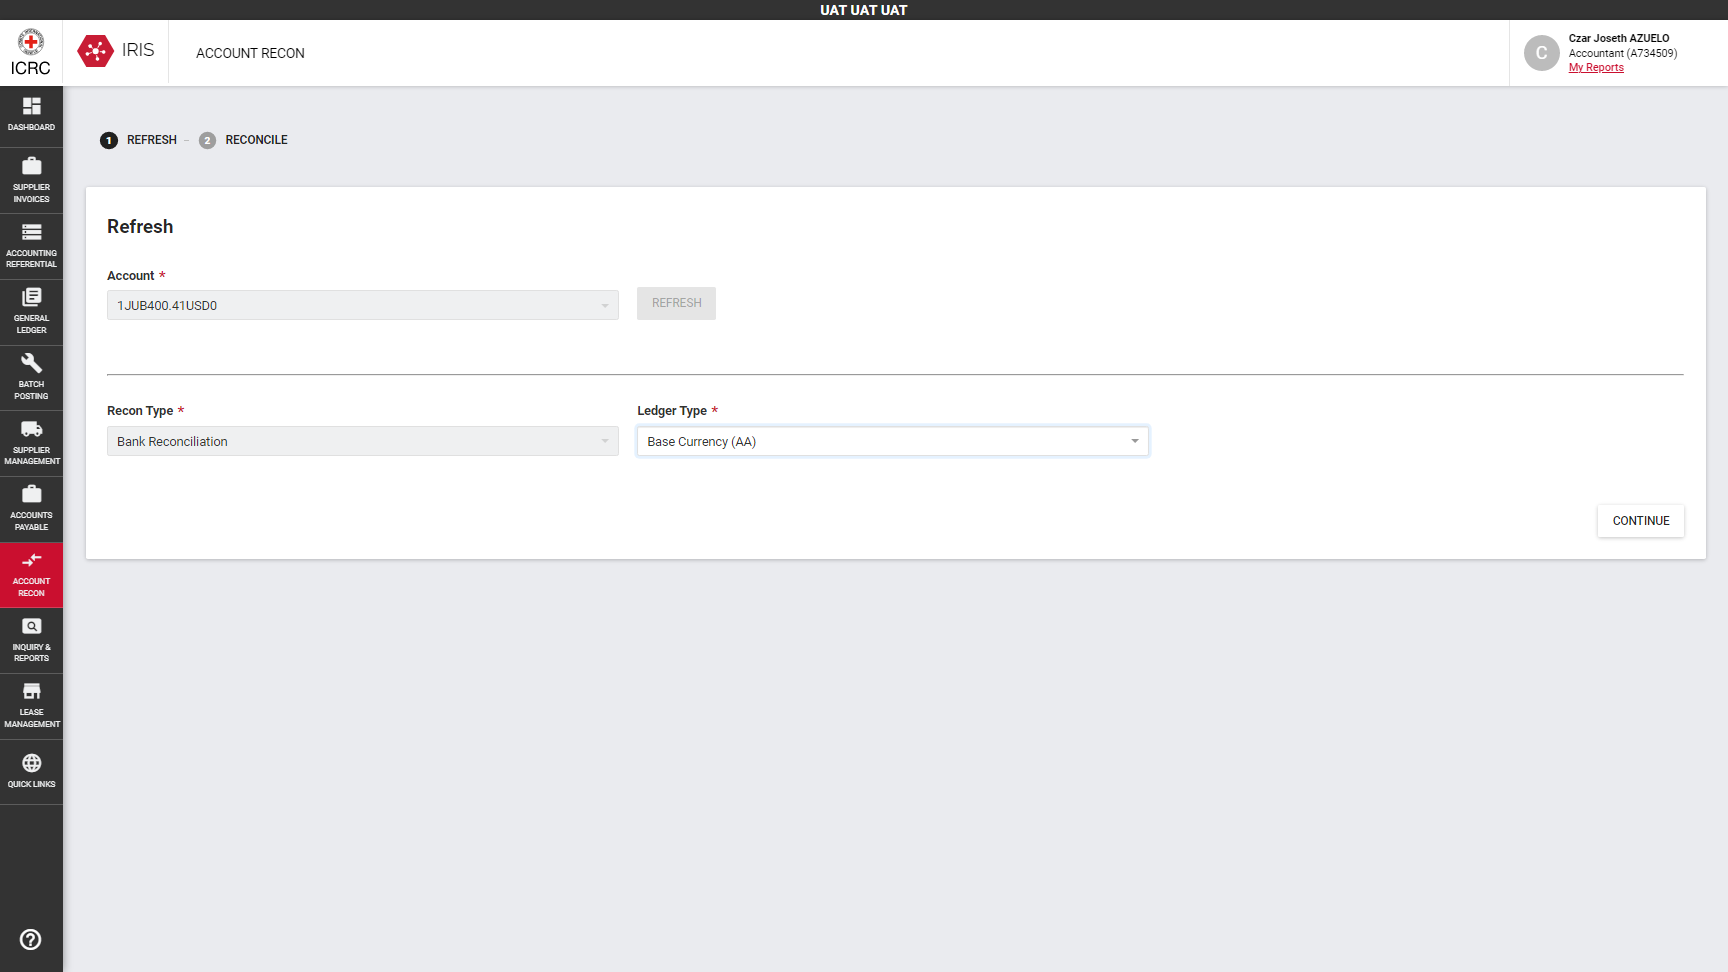 UAT UAT UAT
ICRC
IRIS
ACCOUNT RECON
C
Czar Joseth AZUELO
Accountant (A734509)
My Reports
DASHBOARD
SUPPLIER
INVOICES
ACCOUNTING
REFERENTIAL
GENERAL
LEDGER
BATCH
POSTING
SUPPLIER
MANAGEMENT
ACCOUNTS
PAYABLE
ACCOUNT
RECON
INQUIRY &
REPORTS
LEASE
MANAGEMENT
QUICK LINKS
1 REFRESH – 2 RECONCILE
Refresh
Account *
1JUB400.41USD0
REFRESH
Recon Type *
Ledger Type *
Bank Reconciliation
Base Currency (AA)
CONTINUE